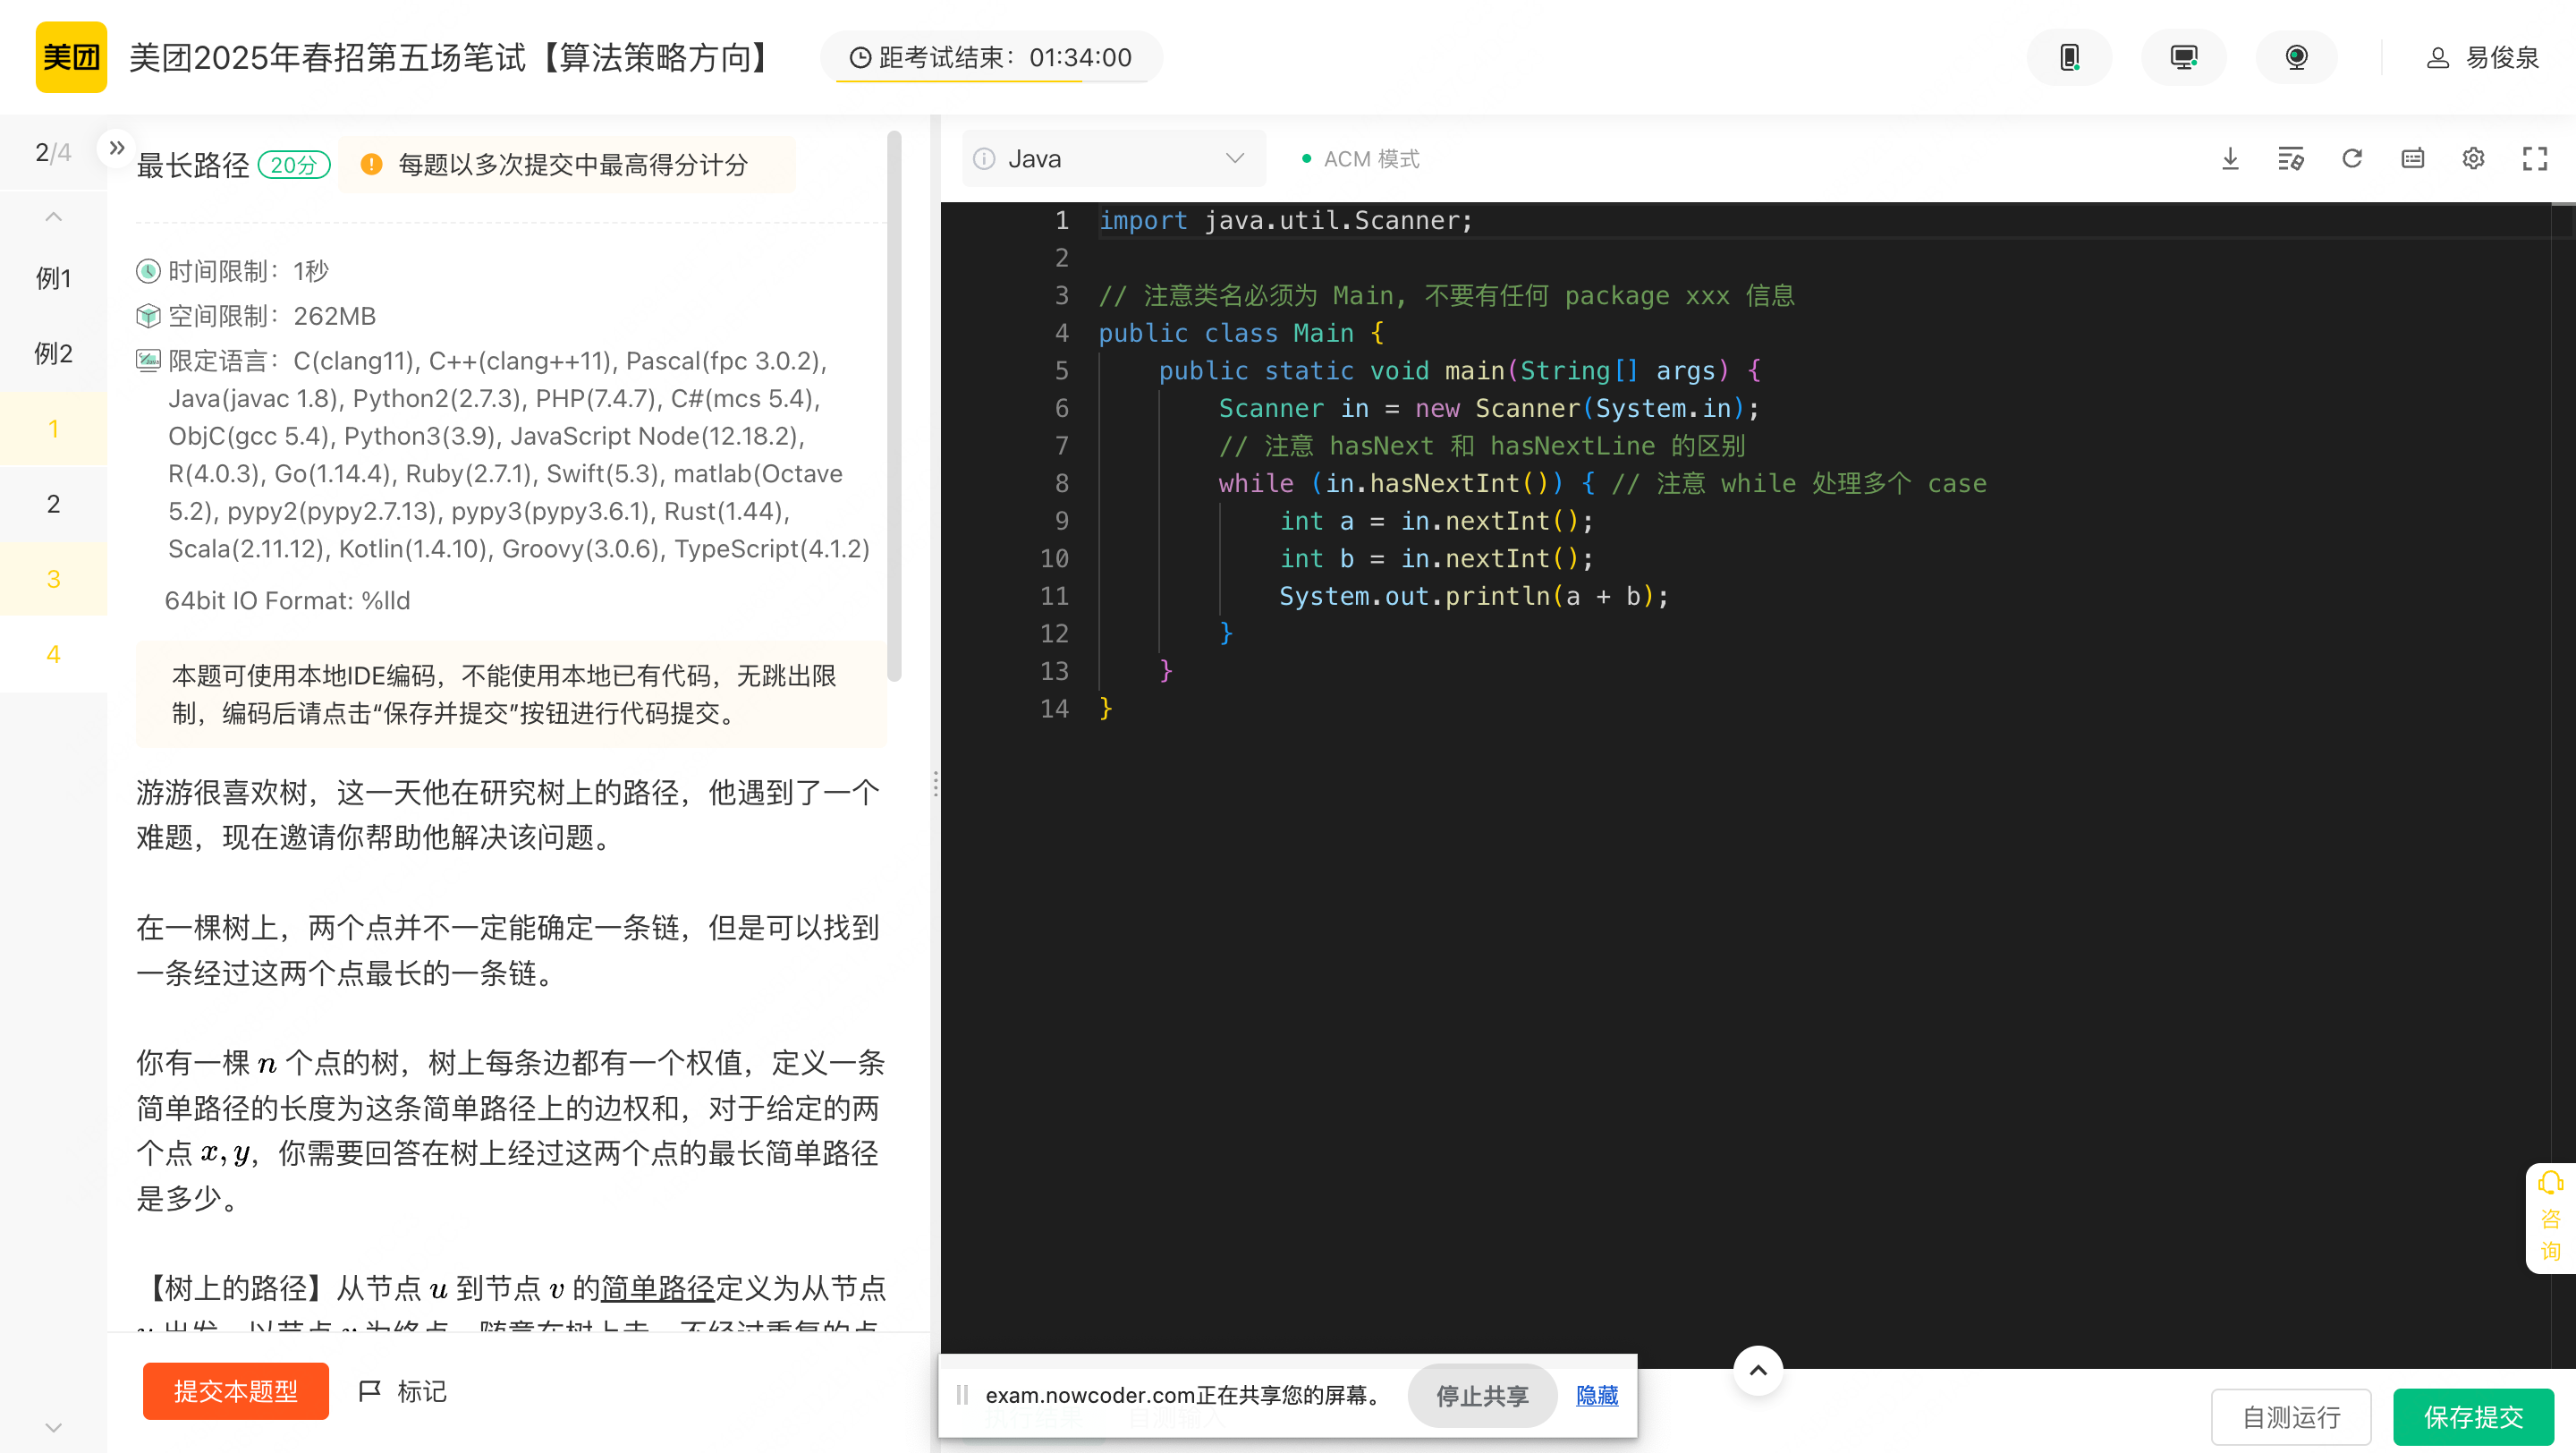 美团
美团2025年春招第五场笔试【算法策略方向】
距考试结束：01:34:00
易俊泉
2/4
例1
例2
1
2
3
4
最长路径 20分 每题以多次提交中最高得分计分
时间限制：1秒
空间限制：262MB
限定语言：C(clang11), C++(clang++11), Pascal(fpc 3.0.2),
Java(javac 1.8), Python2(2.7.3), PHP(7.4.7), C#(mcs 5.4),
ObjC(gcc 5.4), Python3(3.9), JavaScript Node(12.18.2),
R(4.0.3), Go(1.14.4), Ruby(2.7.1), Swift(5.3), matlab(Octave
5.2), pypy2(pypy2.7.13), pypy3(pypy3.6.1), Rust(1.44),
Scala(2.11.12), Kotlin(1.4.10), Groovy(3.0.6), TypeScript(4.1.2)
64bit IO Format: %lld
本题可使用本地IDE编码，不能使用本地已有代码，无跳出限
制，编码后请点击“保存并提交”按钮进行代码提交。
游游很喜欢树，这一天他在研究树上的路径，他遇到了一个
难题，现在邀请你帮助他解决该问题。
在一棵树上，两个点并不一定能确定一条链，但是可以找到
一条经过这两个点最长的一条链。
你有一棵 n 个点的树，树上每条边都有一个权值，定义一条
简单路径的长度为这条简单路径上的边权和，对于给定的两
个点 x, y，你需要回答在树上经过这两个点的最长简单路径
是多少。
【树上的路径】从节点 u 到节点 v 的简单路径定义为从节点
提交本题型
标记
Java
ACM 模式
1 import java.util.Scanner;
2
3 // 注意类名必须为 Main, 不要有任何 package xxx 信息
4 public class Main {
5 public static void main(String[] args) {
6 Scanner in = new Scanner(System.in);
7 // 注意 hasNext 和 hasNextLine 的区别
8 while (in.hasNextInt()) { // 注意 while 处理多个 case
9 int a = in.nextInt();
10 int b = in.nextInt();
11 System.out.println(a + b);
12 }
13 }
14 }
咨
询
exam.nowcoder.com正在共享您的屏幕。
停止共享
隐藏
自测运行
保存提交